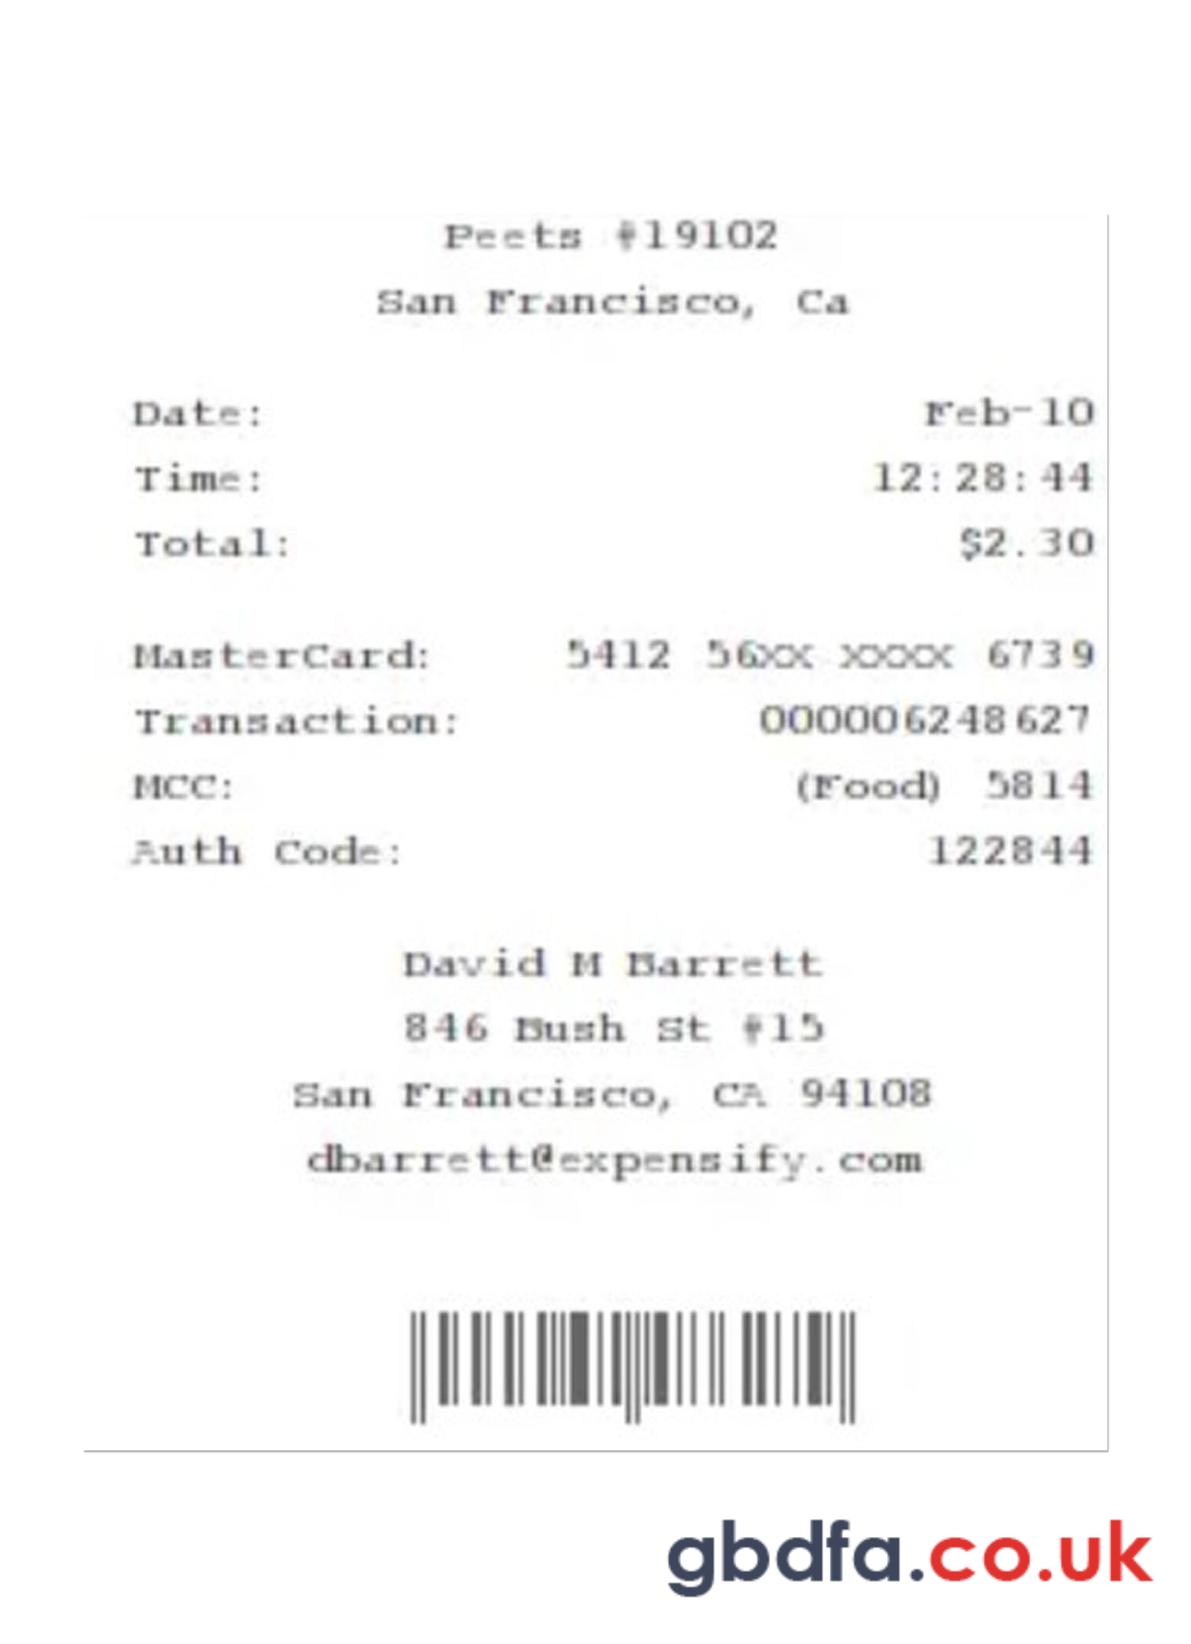 Peets #19102
San Francisco, Ca
Date: Feb-10
Time: 12:28:44
Total: $2.30
MasterCard: 5412 56XX XXXX 6739
Transaction: 000006248627
MCC: (Food) 5814
Auth Code: 122844
David M Barrett
846 Bush St #15
San Francisco, CA 94108
dbarrett@expensify.com
gbdfa.co.uk